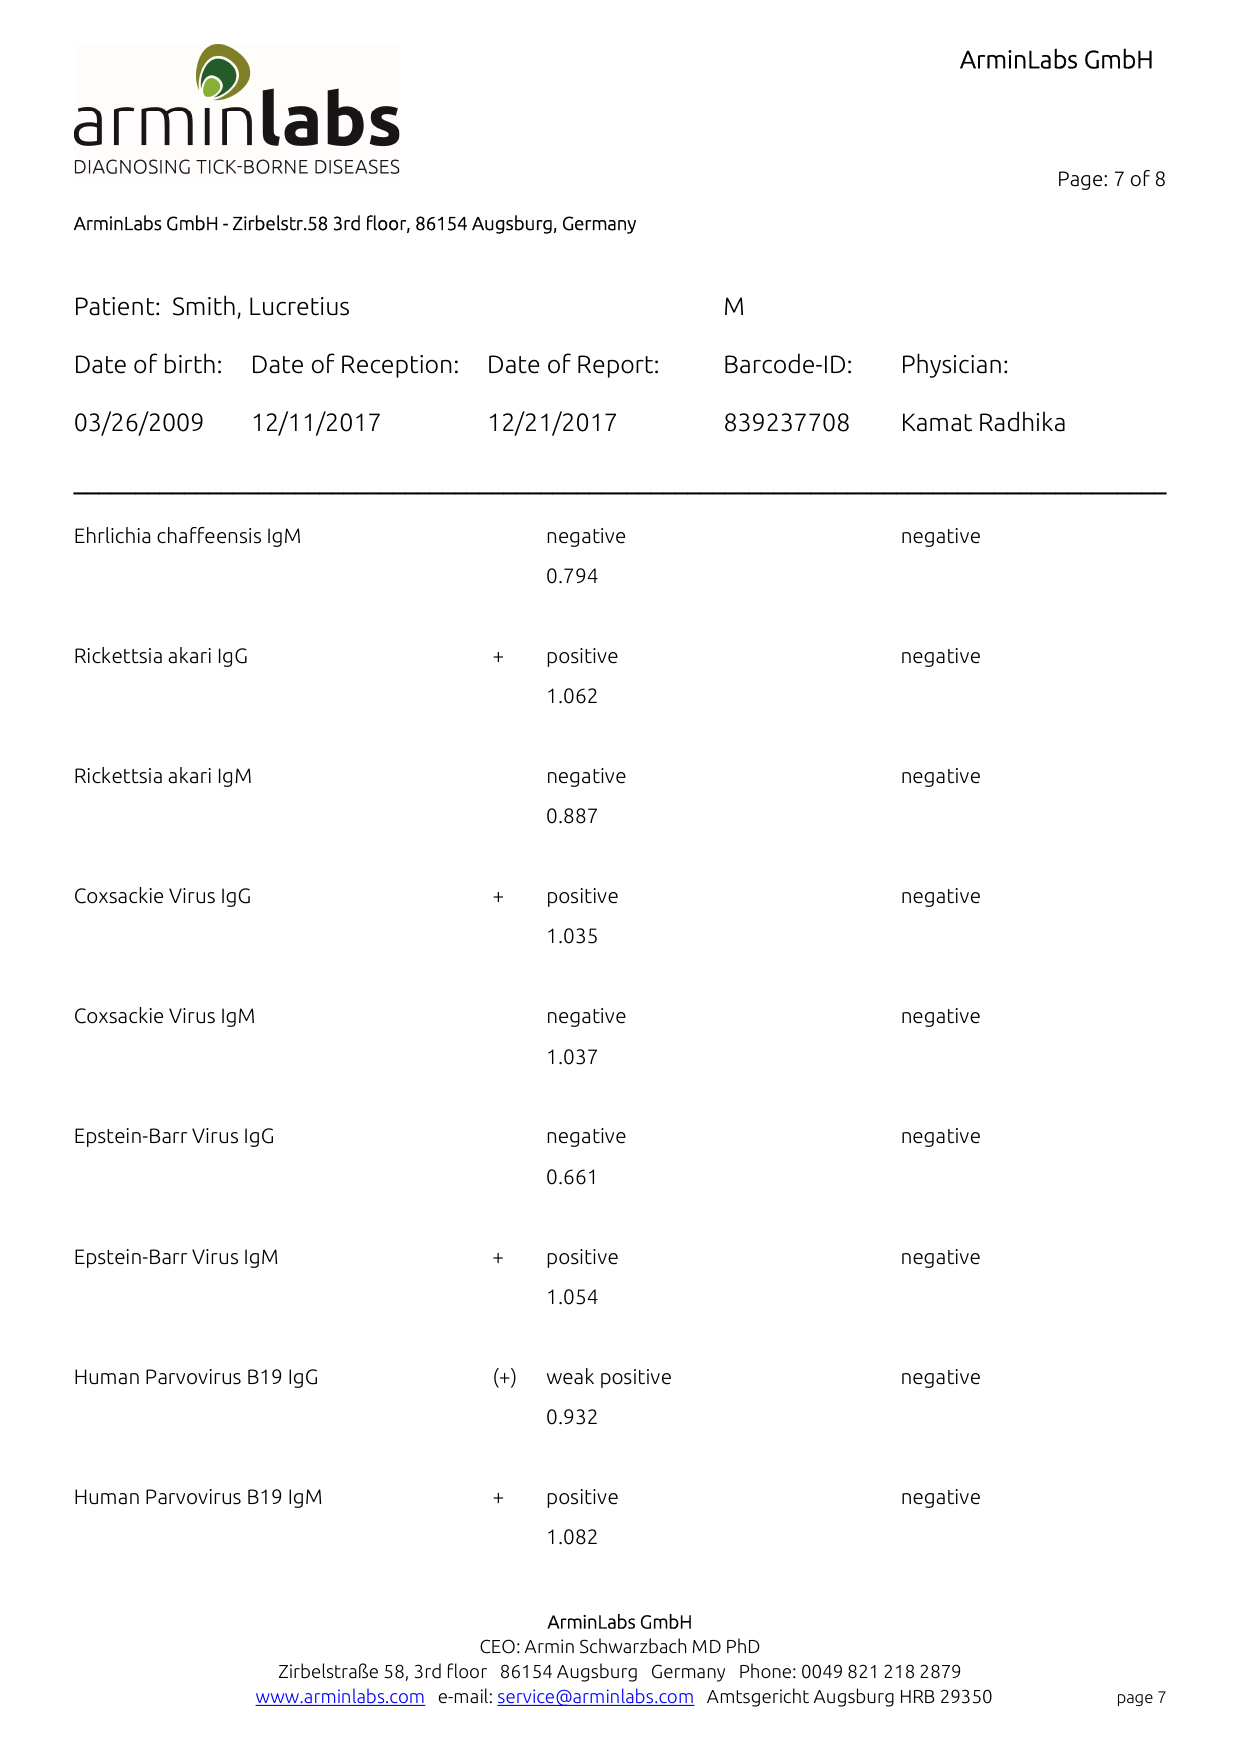 ArminLabs GmbH
arminlabs
DIAGNOSING TICK-BORNE DISEASES
Page: 7 of 8
ArminLabs GmbH - Zirbelstr.58 3rd floor, 86154 Augsburg, Germany
Patient: Smith, Lucretius M
Date of birth: Date of Reception: Date of Report: Barcode-ID: Physician:
03/26/2009 12/11/2017 12/21/2017 839237708 Kamat Radhika
Ehrlichia chaffeensis IgM negative negative
0.794
Rickettsia akari IgG + positive negative
1.062
Rickettsia akari IgM negative negative
0.887
Coxsackie Virus IgG + positive negative
1.035
Coxsackie Virus IgM negative negative
1.037
Epstein-Barr Virus IgG negative negative
0.661
Epstein-Barr Virus IgM + positive negative
1.054
Human Parvovirus B19 IgG (+) weak positive negative
0.932
Human Parvovirus B19 IgM + positive negative
1.082
ArminLabs GmbH
CEO: Armin Schwarzbach MD PhD
Zirbelstraße 58, 3rd floor 86154 Augsburg Germany Phone: 0049 821 218 2879
www.arminlabs.com e-mail: service@arminlabs.com Amtsgericht Augsburg HRB 29350 page 7